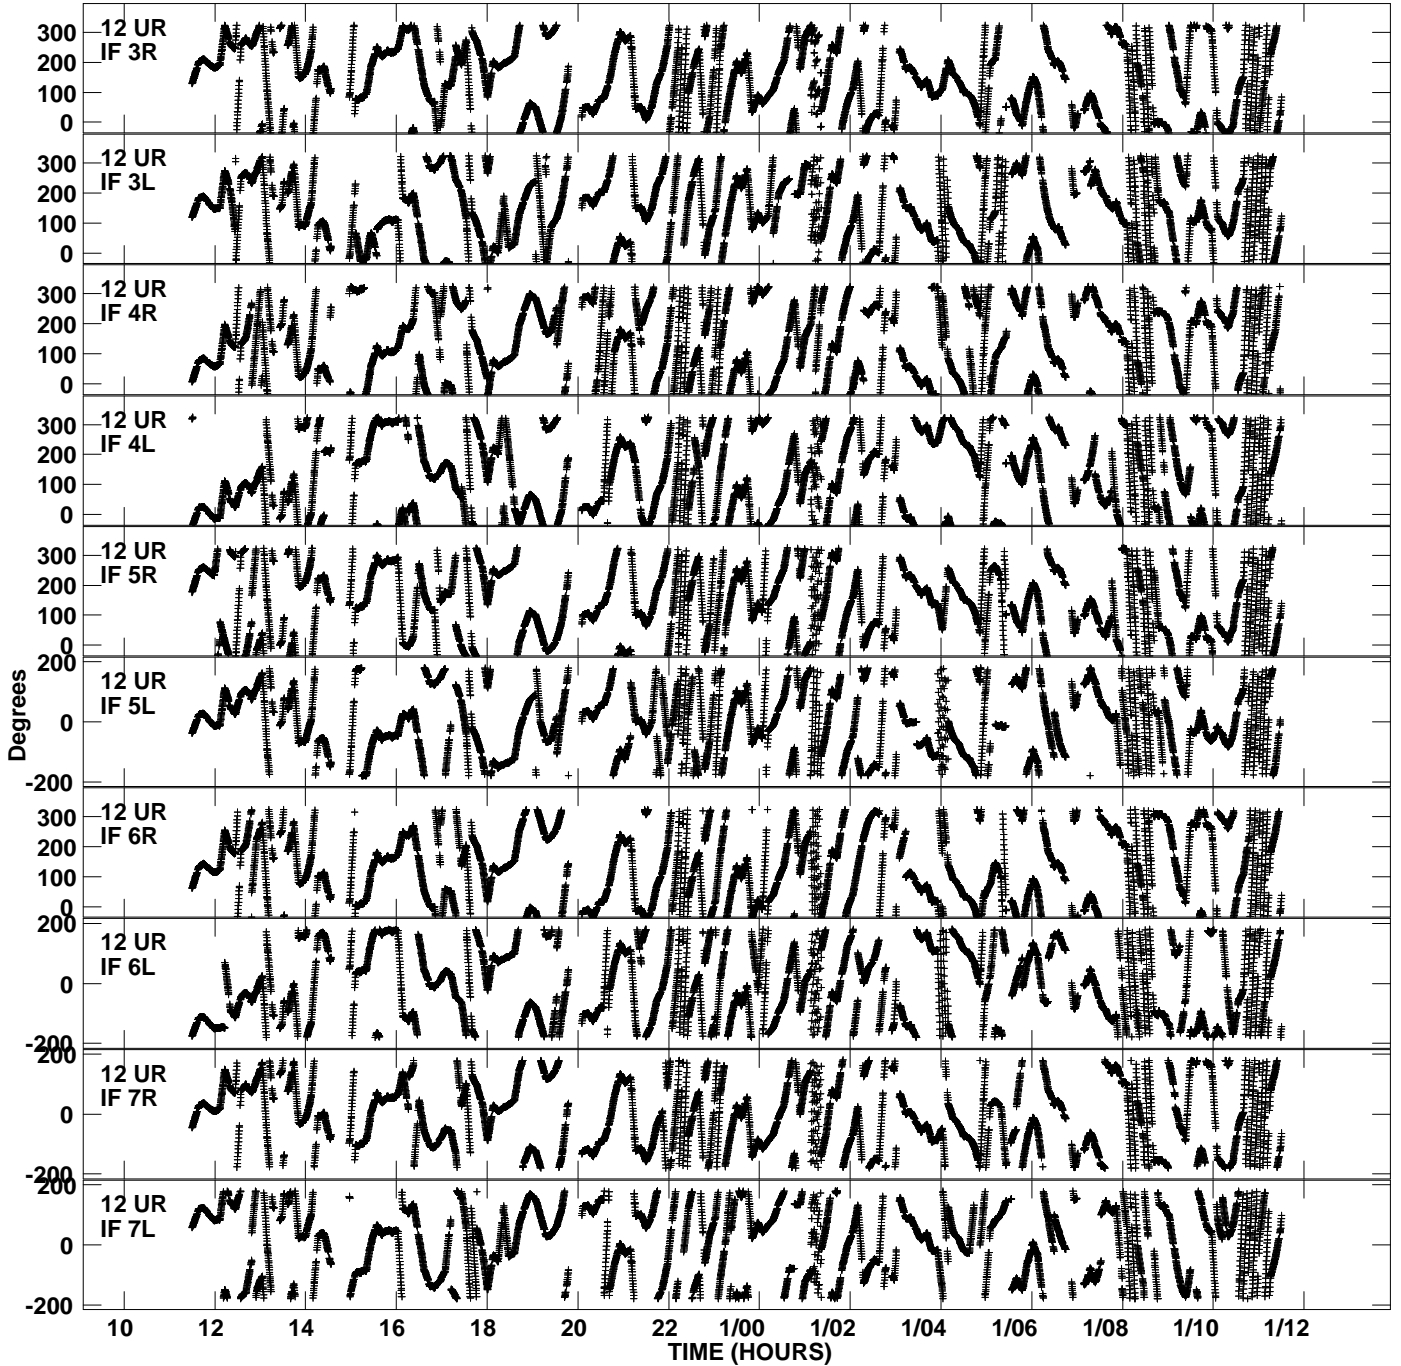 12 UR
IF 3R
300
200
100
0
12 UR
IF 3L
300
200
100
0
12 UR
IF 4R
300
200
100
0
12 UR
IF 4L
300
200
100
0
12 UR
IF 5R
300
200
100
0
12 UR
IF 5L
200
0
-200
Degrees
12 UR
IF 6R
300
200
100
0
12 UR
IF 6L
200
0
-200
12 UR
IF 7R
200
0
-200
12 UR
IF 7L
200
0
-200
10 12 14 16 18 20 22 1/00 1/02 1/04 1/06 1/08 1/10 1/12
TIME (HOURS)